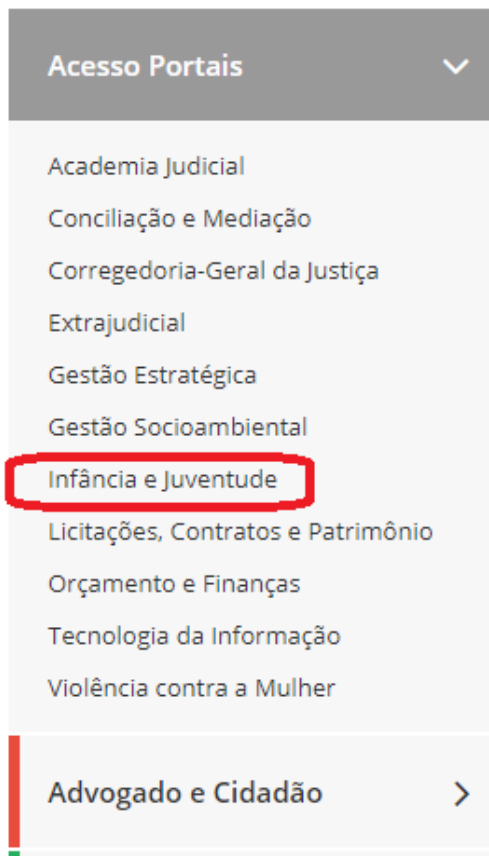 Acesso Portais
Academia Judicial
Conciliação e Mediação
Corregedoria-Geral da Justiça
Extrajudicial
Gestão Estratégica
Gestão Socioambiental
Infância e Juventude
Licitações, Contratos e Patrimônio
Orçamento e Finanças
Tecnologia da Informação
Violência contra a Mulher
Advogado e Cidadão